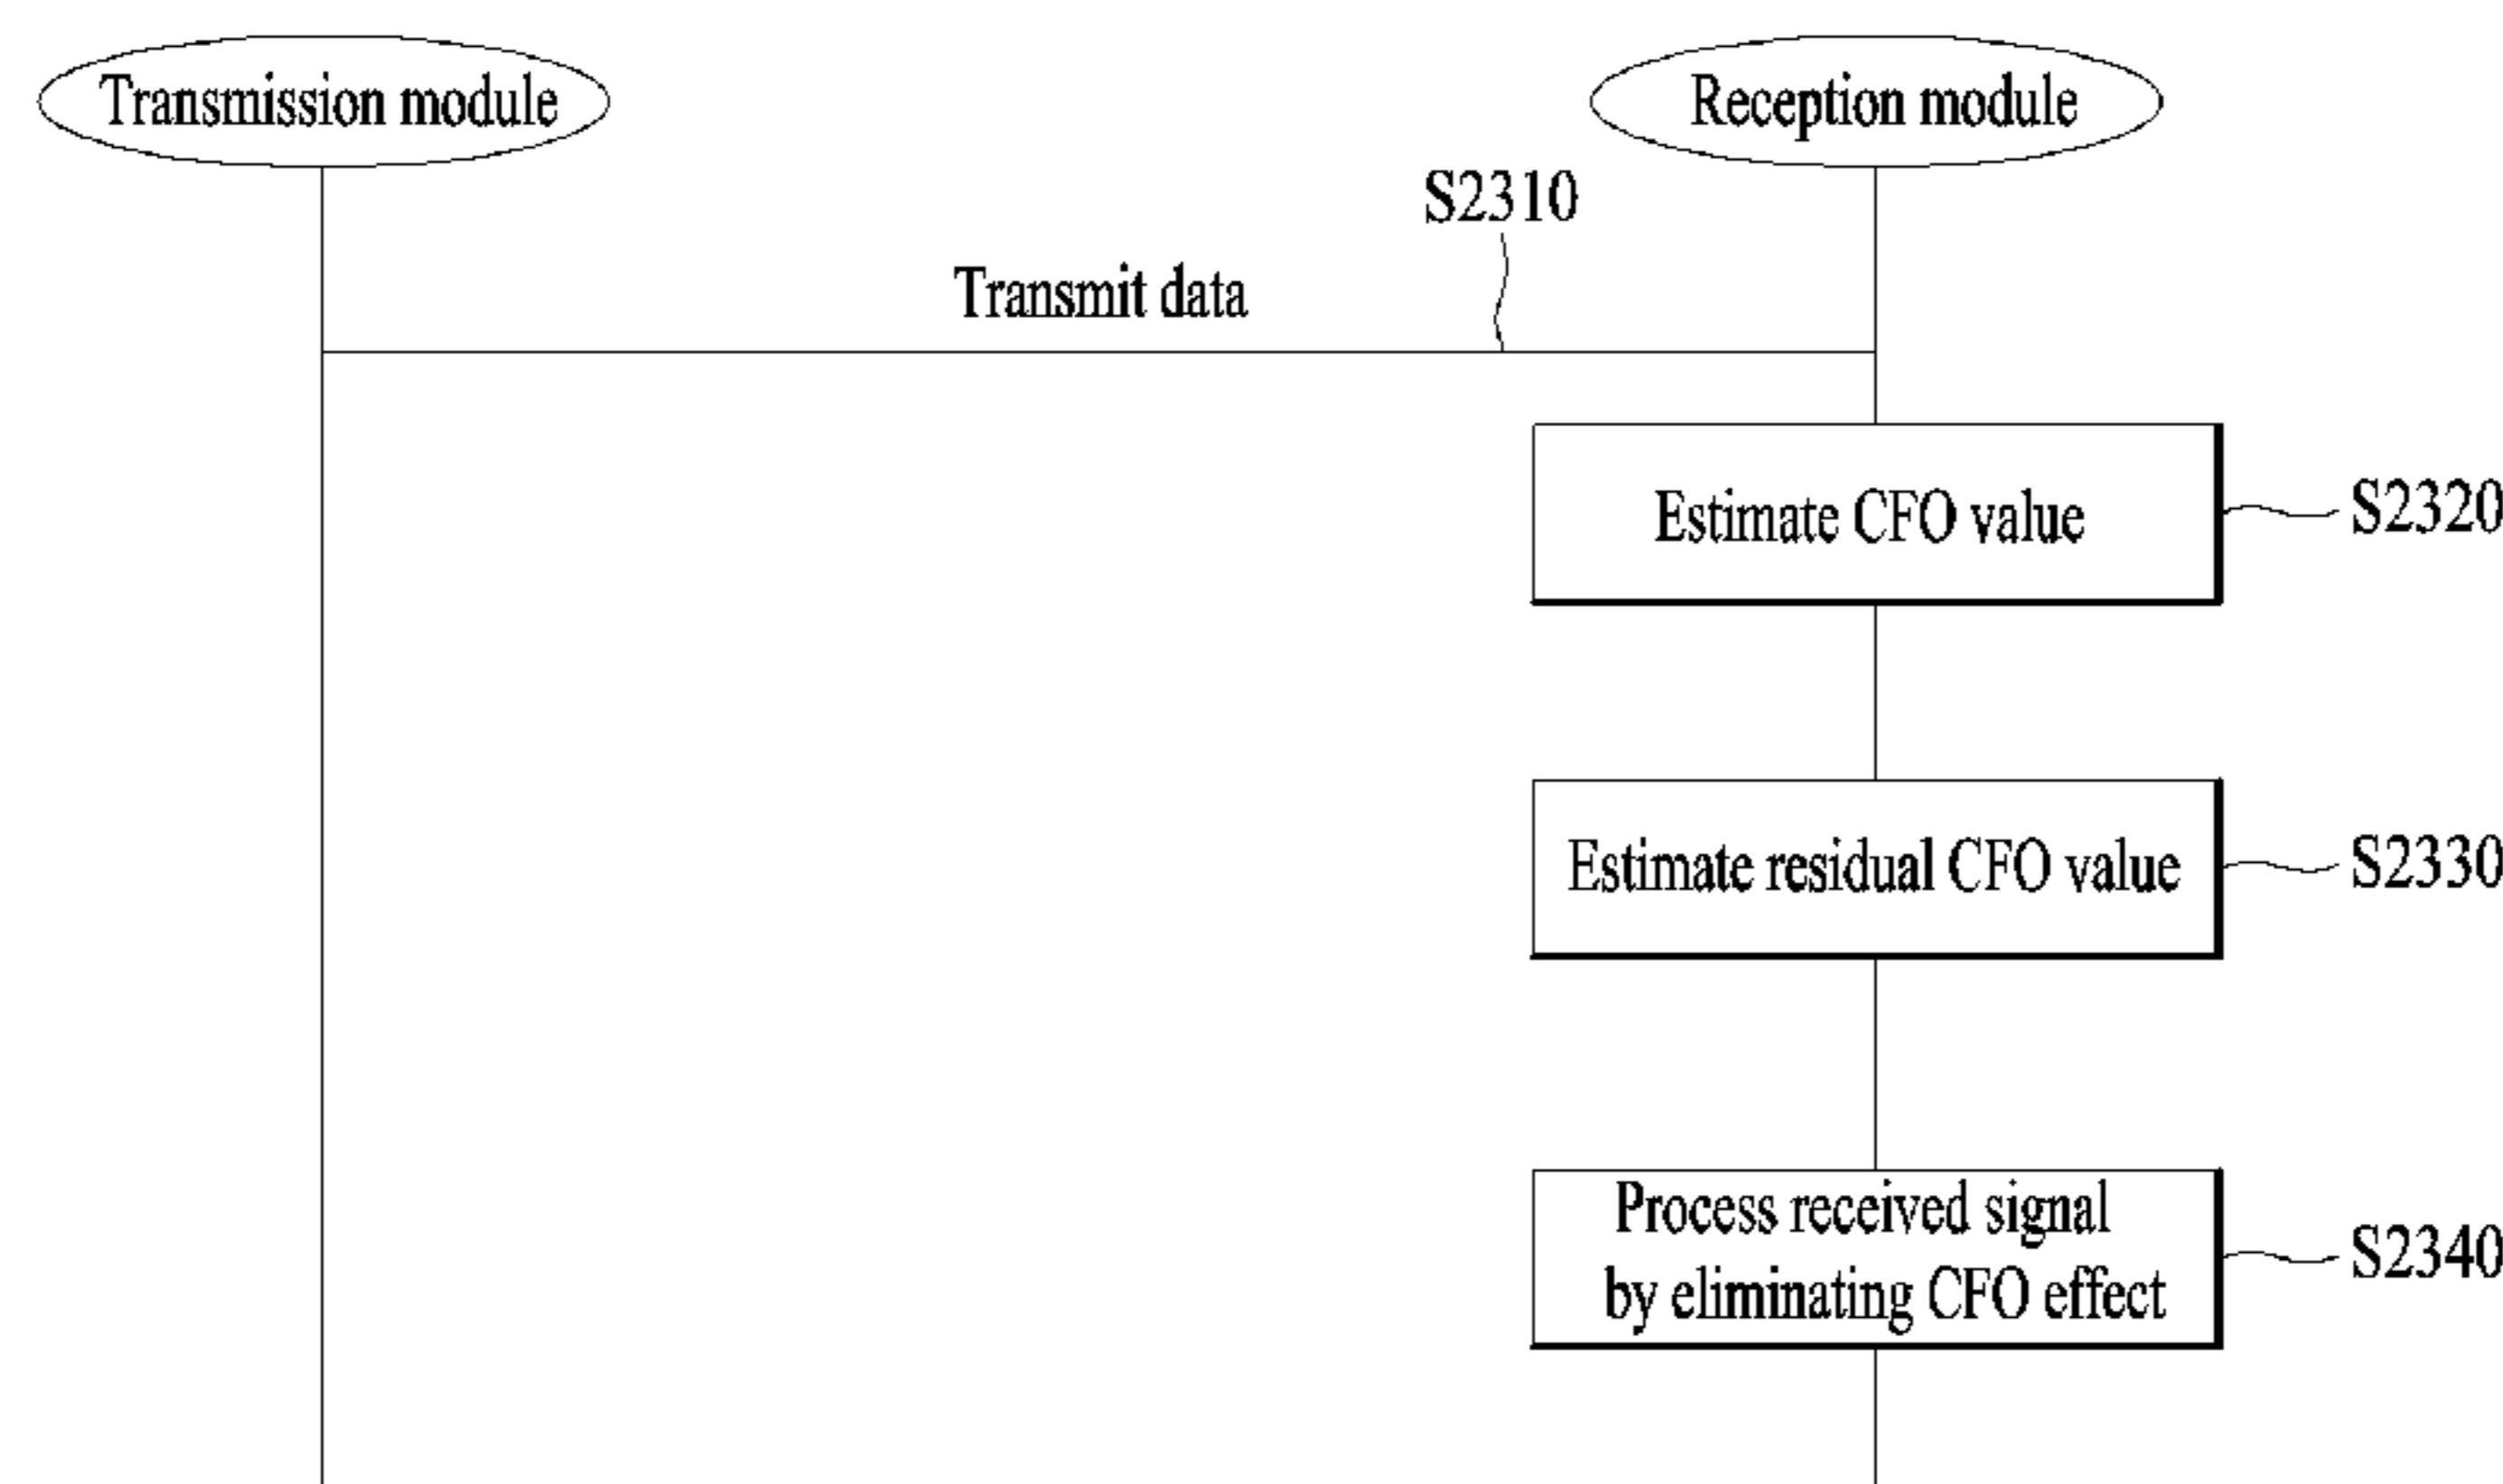 Transmission module
Reception module
S2310
Transmit data
Estimate CFO value
S2320
Estimate residual CFO value
S2330
Process received signal
by eliminating CFO effect
S2340